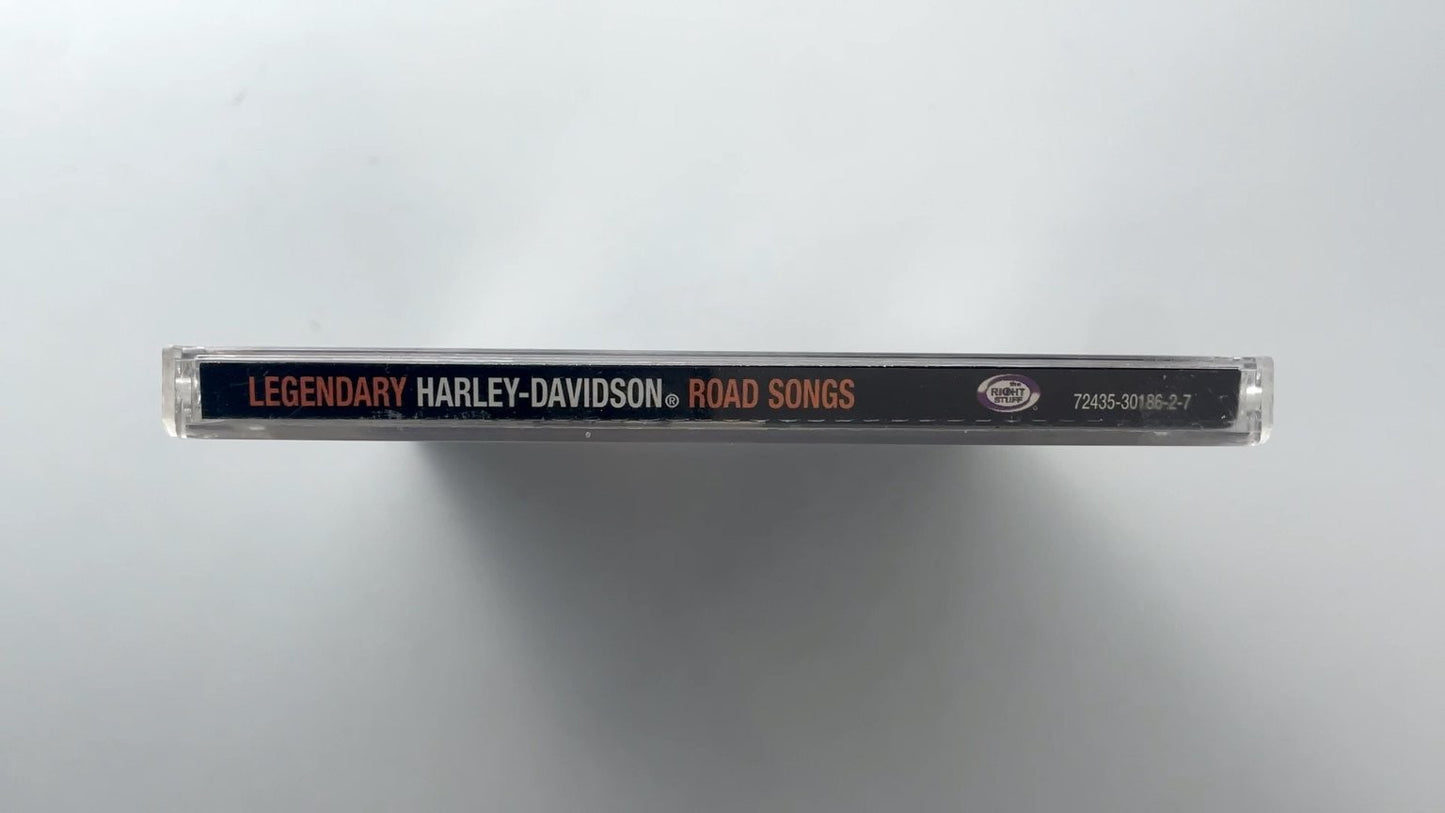 LEGENDARY HARLEY-DAVIDSON® ROAD SONGS
the RIGHT STUFF
72435-30186-2-7